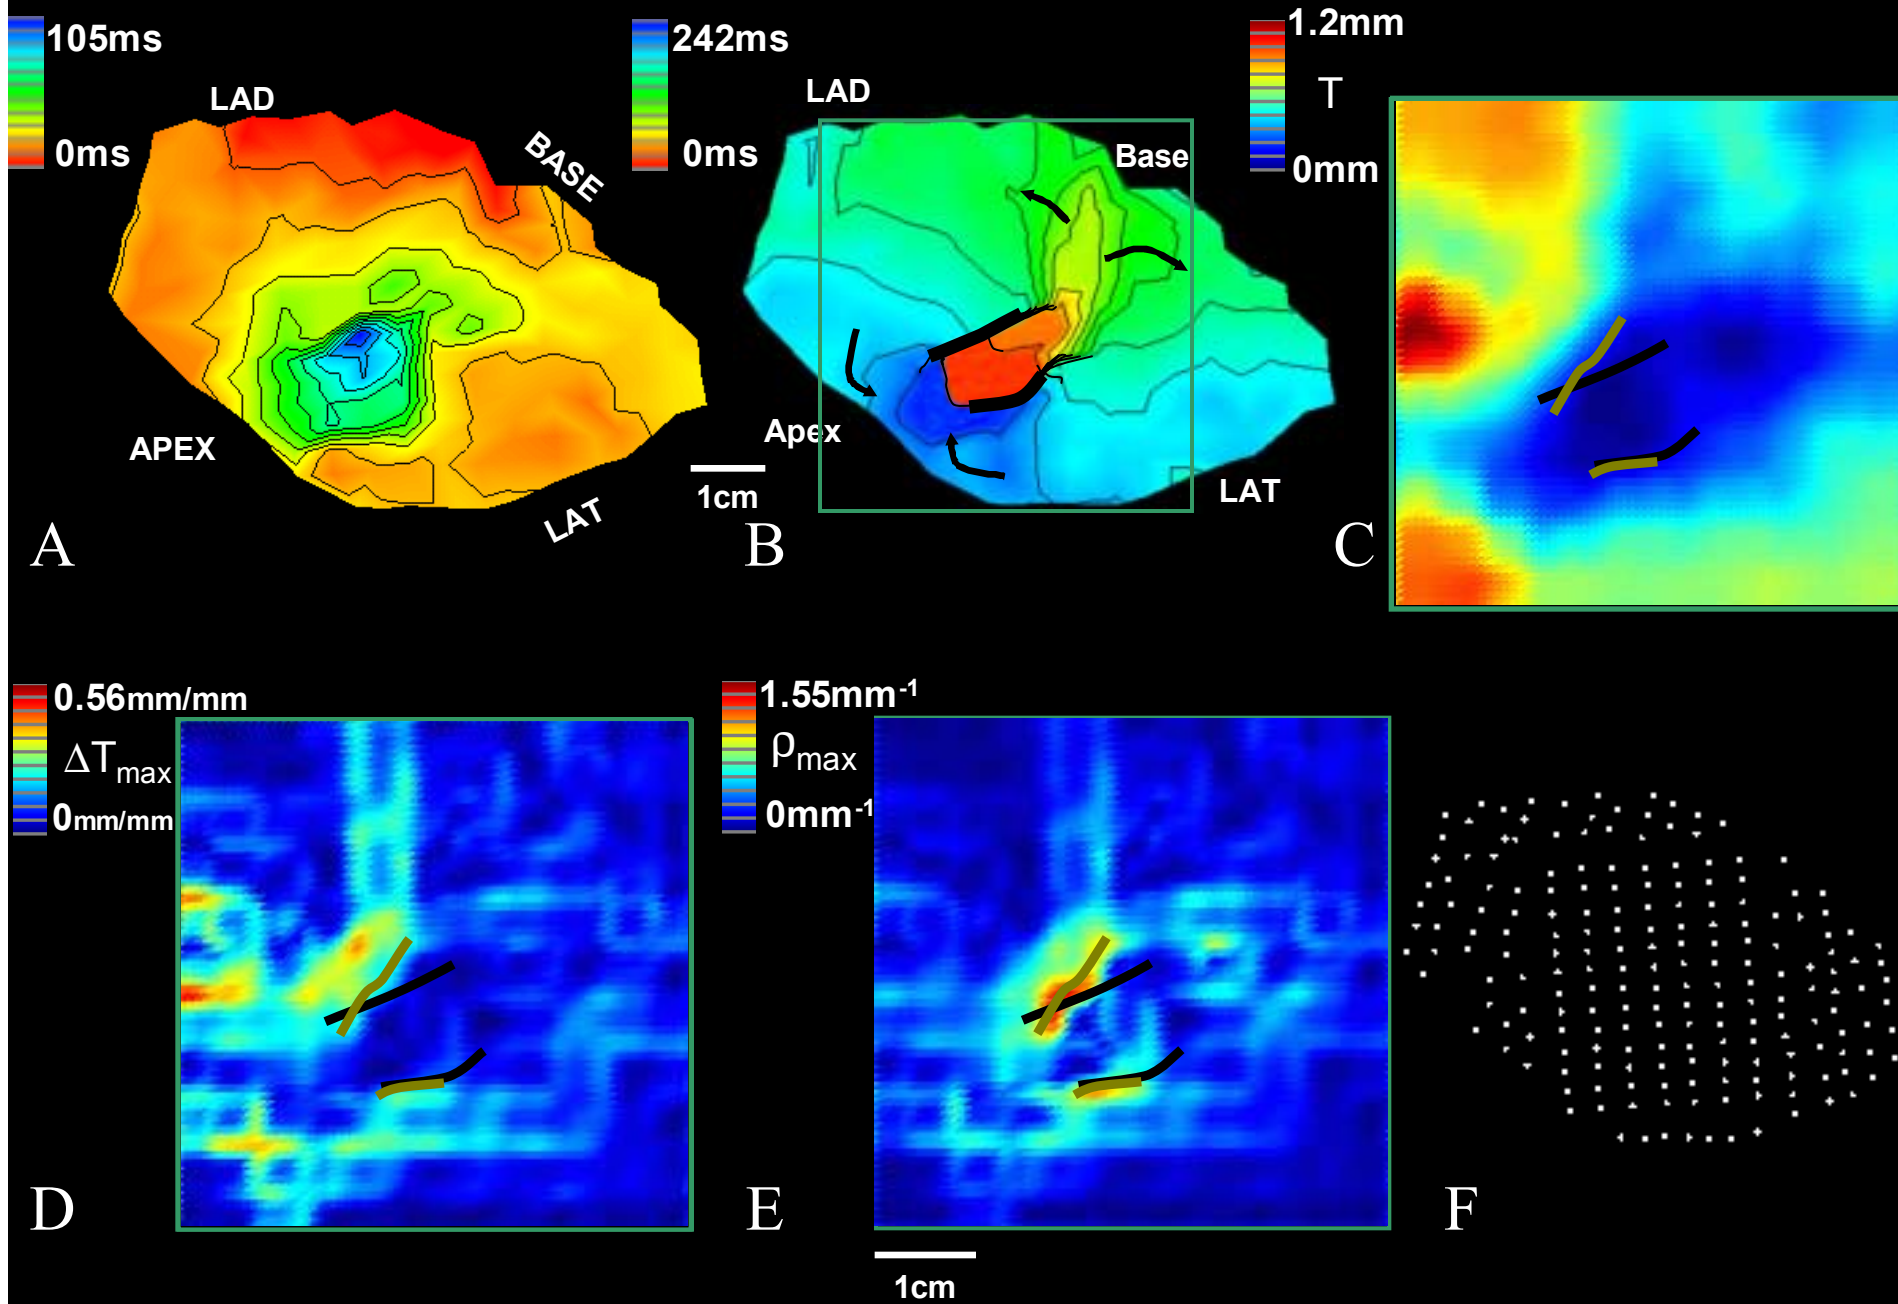 105ms
0ms
LAD
BASE
APEX
LAT
A
242ms
0ms
LAD
Base
Apex
LAT
1cm
B
1.2mm
T
0mm
C
0.56mm/mm
ΔTmax
0mm/mm
D
1.55mm-1
ρmax
0mm-1
E
1cm
F